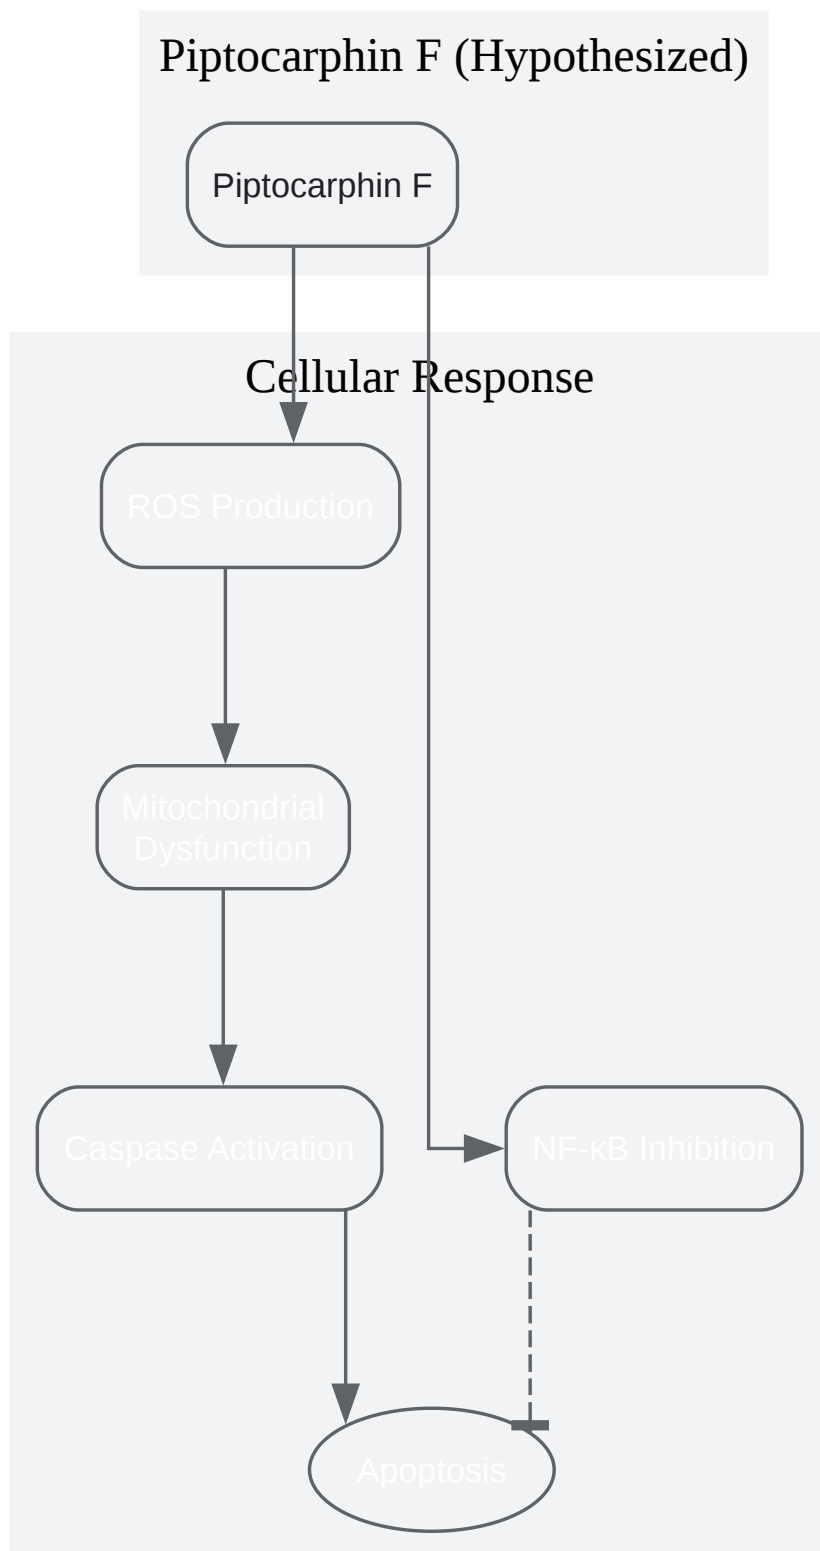 Piptocarphin F (Hypothesized)
Piptocarphin F
Cellular Response
ROS Production
Mitochondrial
Dysfunction
Caspase Activation
NF-κB Inhibition
Apoptosis